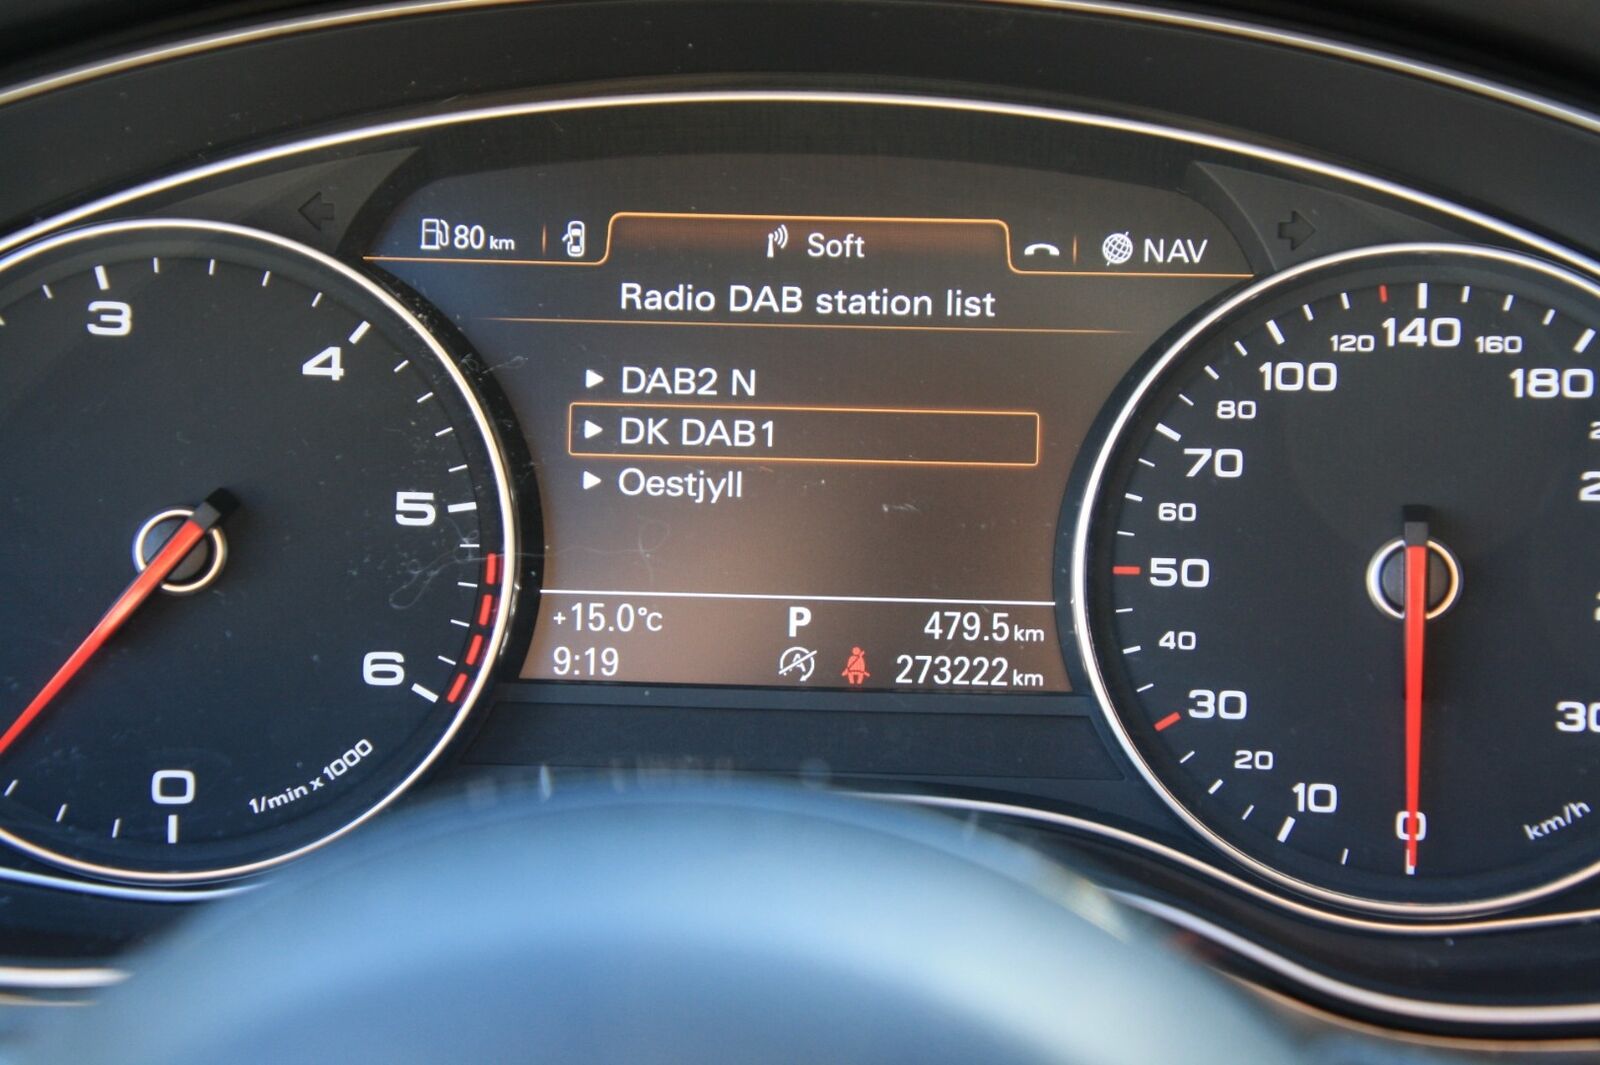 80 km
Soft
NAV
Radio DAB station list
DAB2 N
DK DAB1
Oestjyll
+15.0°C
P
479.5 km
9:19
273222 km
3
4
5
6
0
1/min x 1000
0
10
20
30
40
50
60
70
80
100
120
140
160
180
km/h